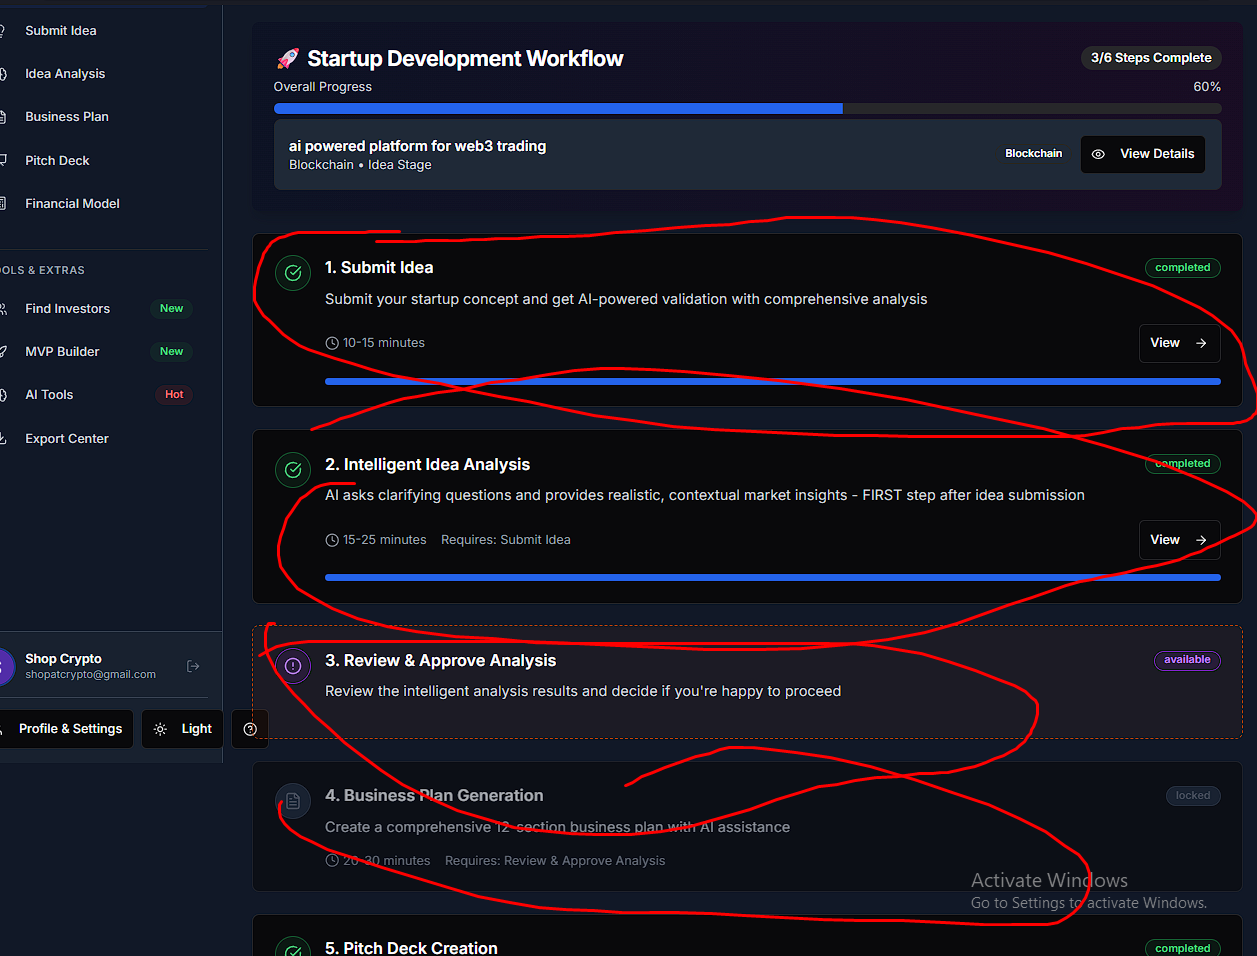 Submit Idea
Idea Analysis
Business Plan
Pitch Deck
Financial Model
OOLS & EXTRAS
Find Investors New
MVP Builder New
AI Tools Hot
Export Center
Shop Crypto
shopatcrypto@gmail.com
Profile & Settings Light
🚀 Startup Development Workflow 3/6 Steps Complete
Overall Progress 60%
ai powered platform for web3 trading
Blockchain • Idea Stage
Blockchain View Details
1. Submit Idea completed
Submit your startup concept and get AI-powered validation with comprehensive analysis
10-15 minutes View →
2. Intelligent Idea Analysis completed
AI asks clarifying questions and provides realistic, contextual market insights - FIRST step after idea submission
15-25 minutes Requires: Submit Idea View →
3. Review & Approve Analysis available
Review the intelligent analysis results and decide if you're happy to proceed
4. Business Plan Generation locked
Create a comprehensive 12-section business plan with AI assistance
20-30 minutes Requires: Review & Approve Analysis
Activate Windows
Go to Settings to activate Windows.
5. Pitch Deck Creation completed